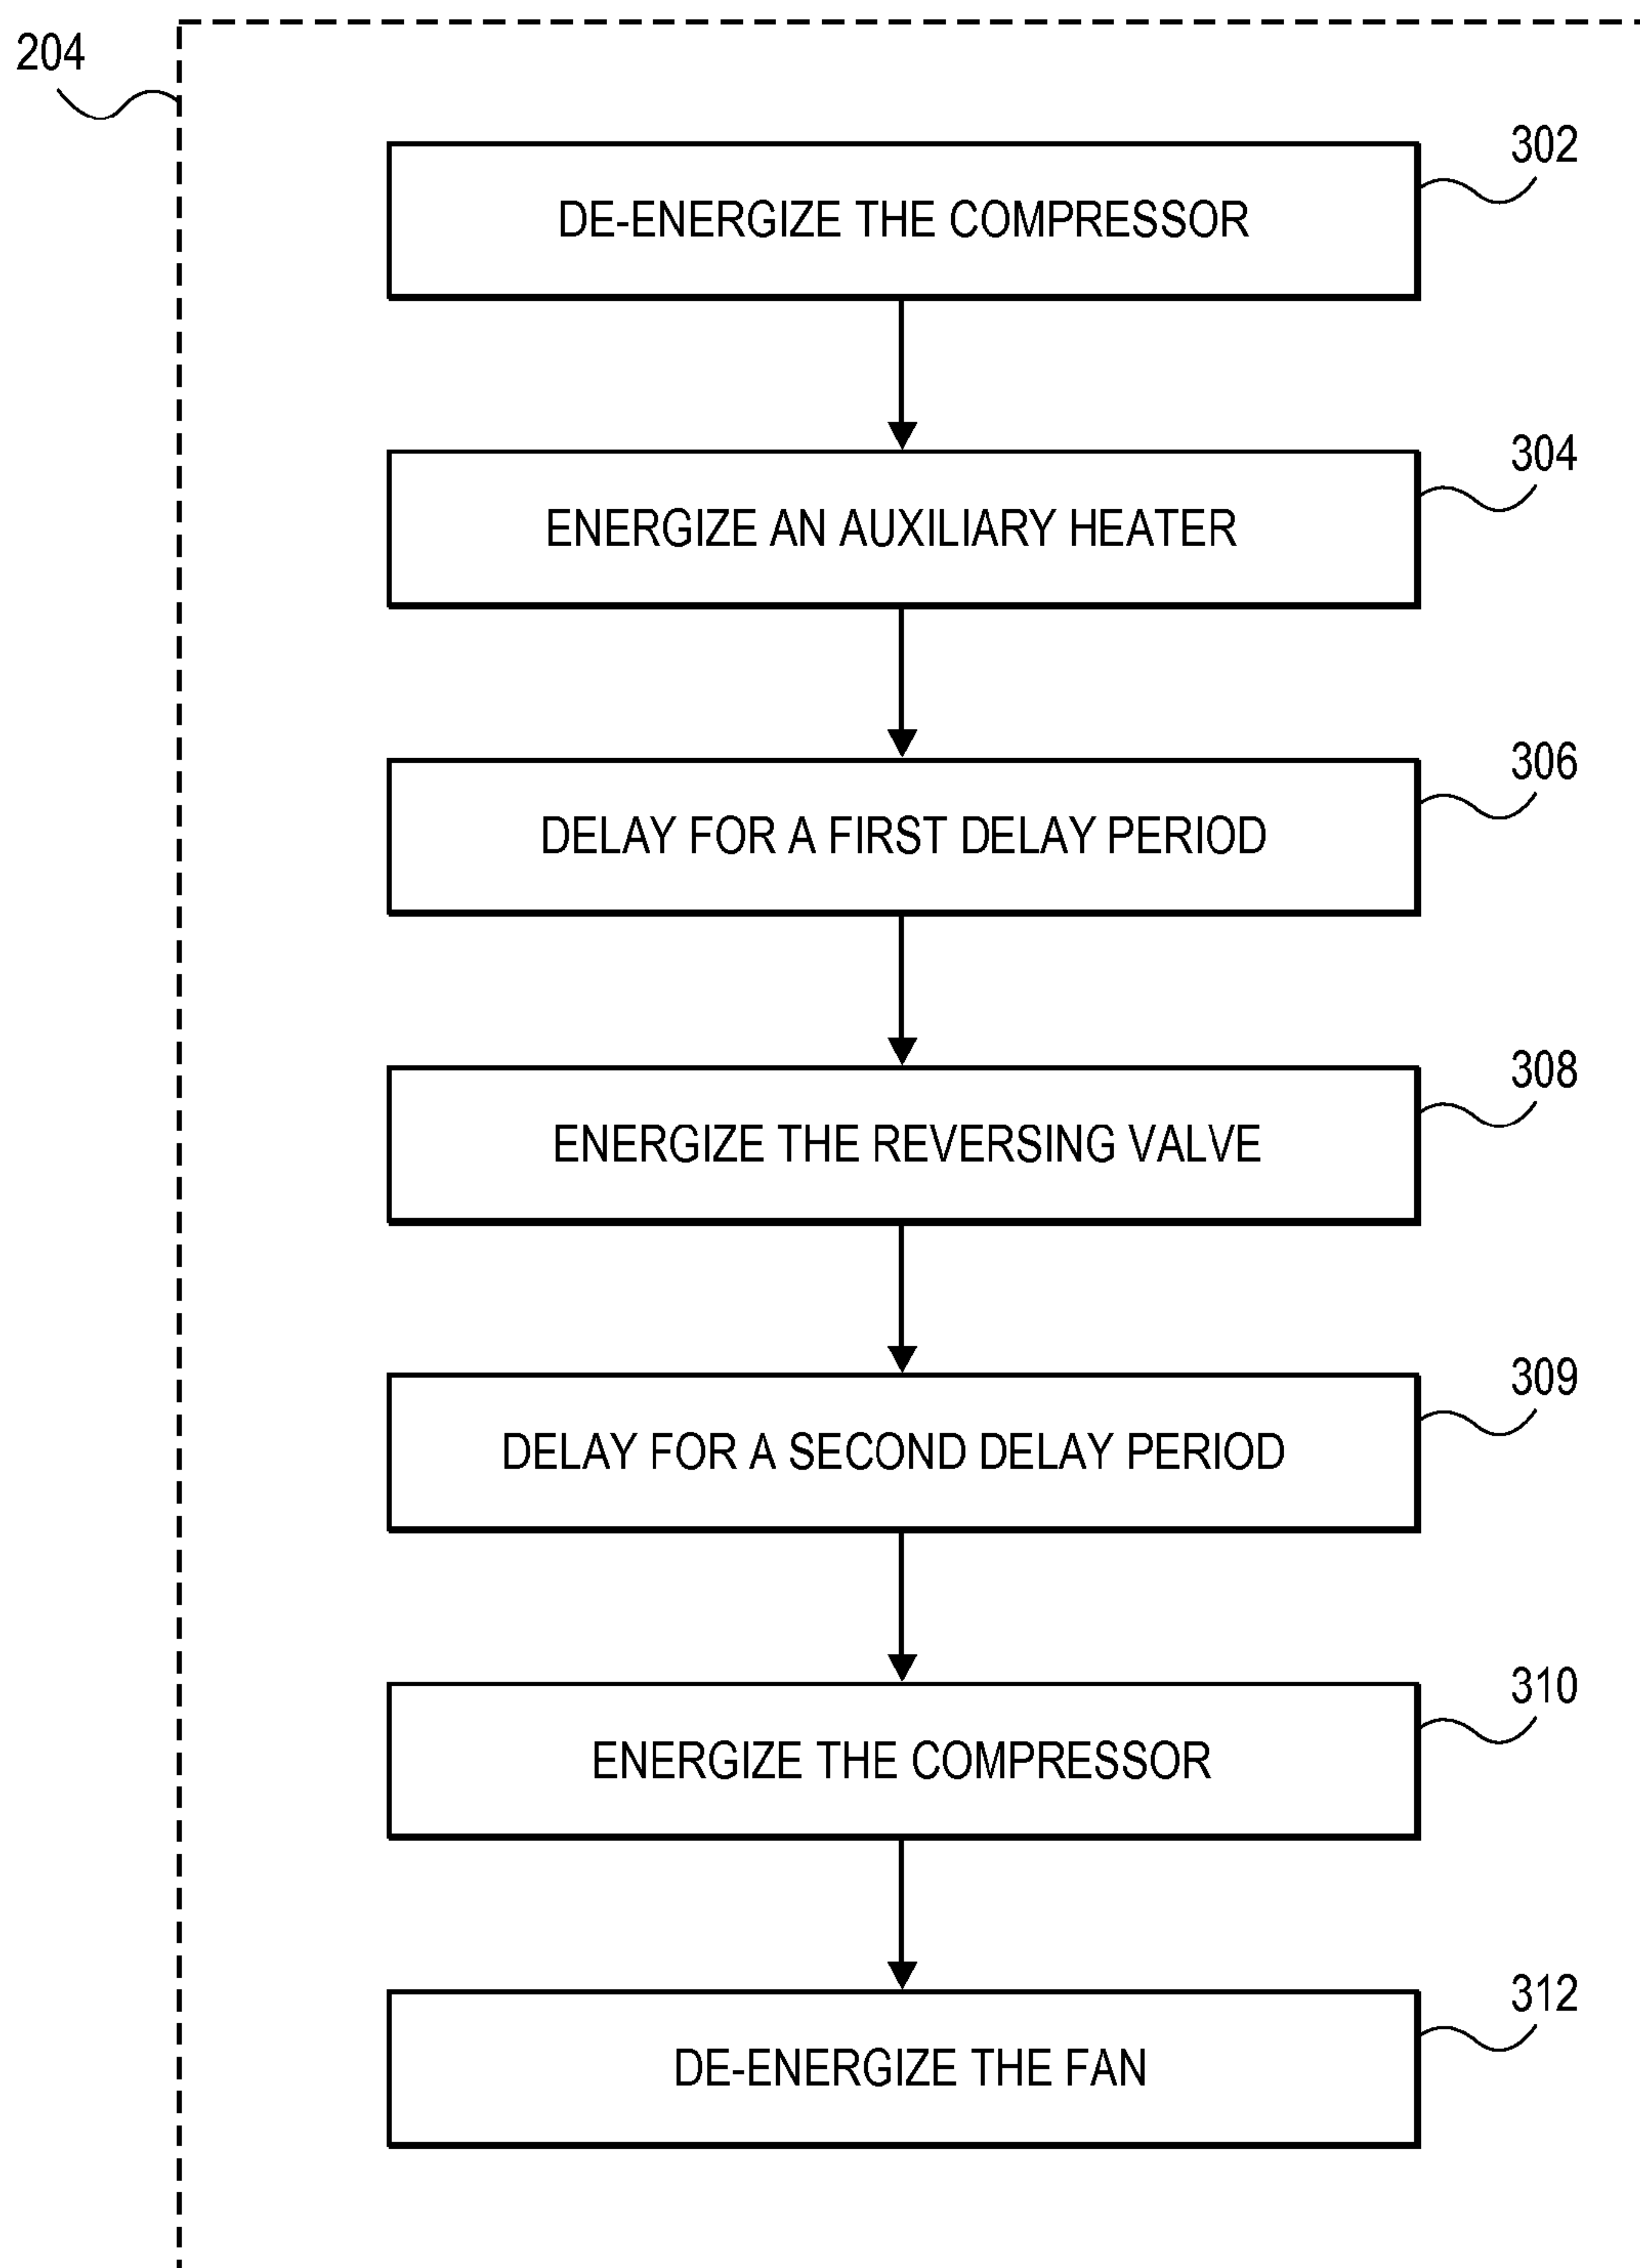 204
302
DE-ENERGIZE THE COMPRESSOR
304
ENERGIZE AN AUXILIARY HEATER
306
DELAY FOR A FIRST DELAY PERIOD
308
ENERGIZE THE REVERSING VALVE
309
DELAY FOR A SECOND DELAY PERIOD
310
ENERGIZE THE COMPRESSOR
312
DE-ENERGIZE THE FAN